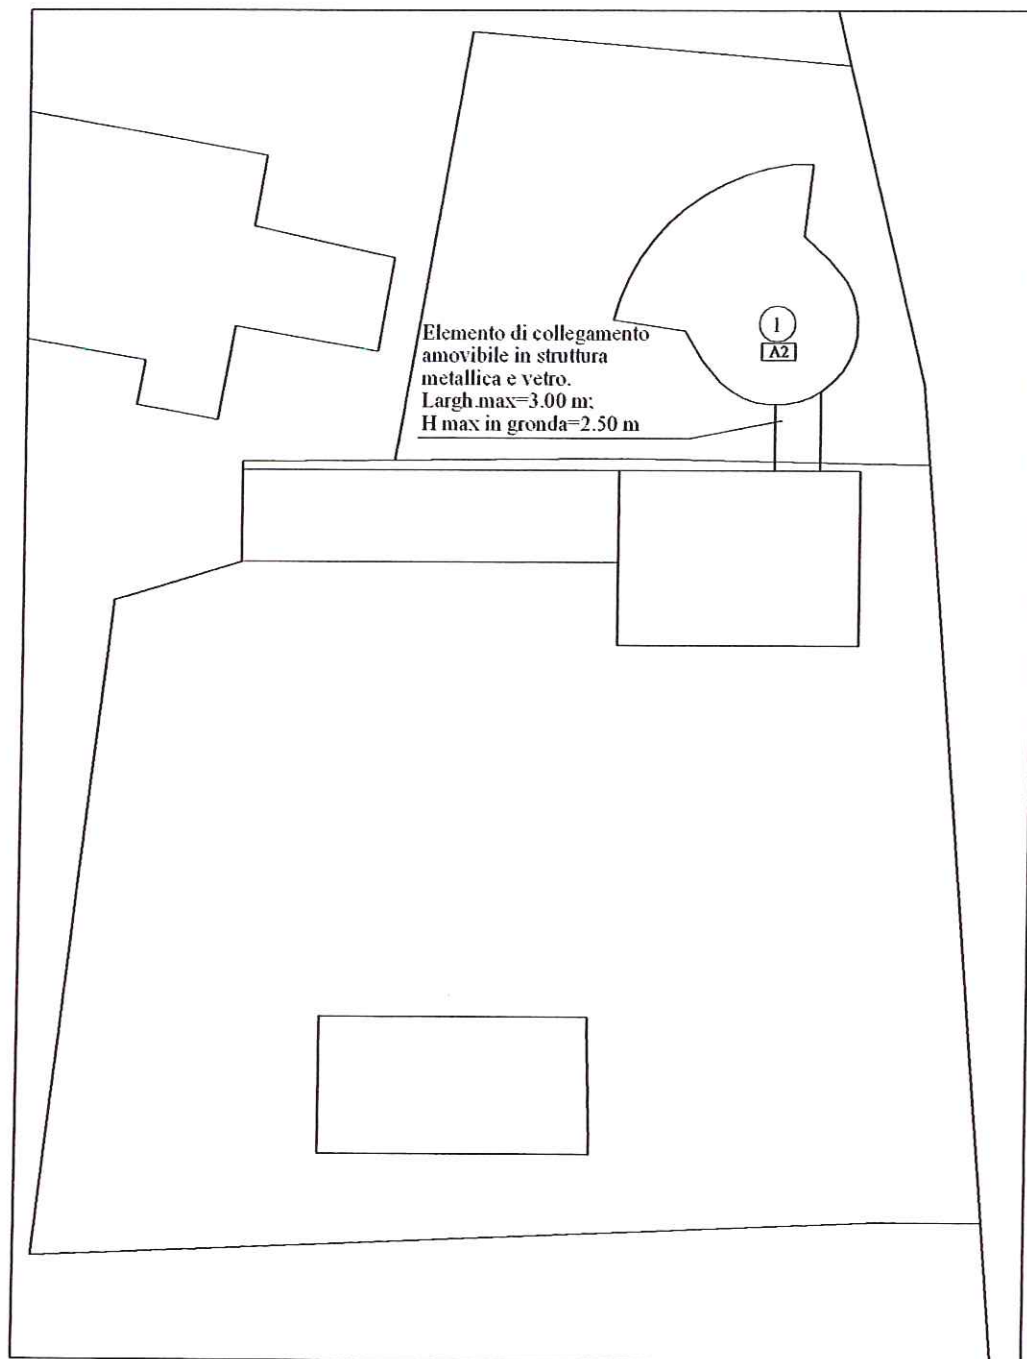 1
A2
Elemento di collegamento
amovibile in struttura
metallica e vetro.
Largh.max=3.00 m;
H max in gronda=2.50 m